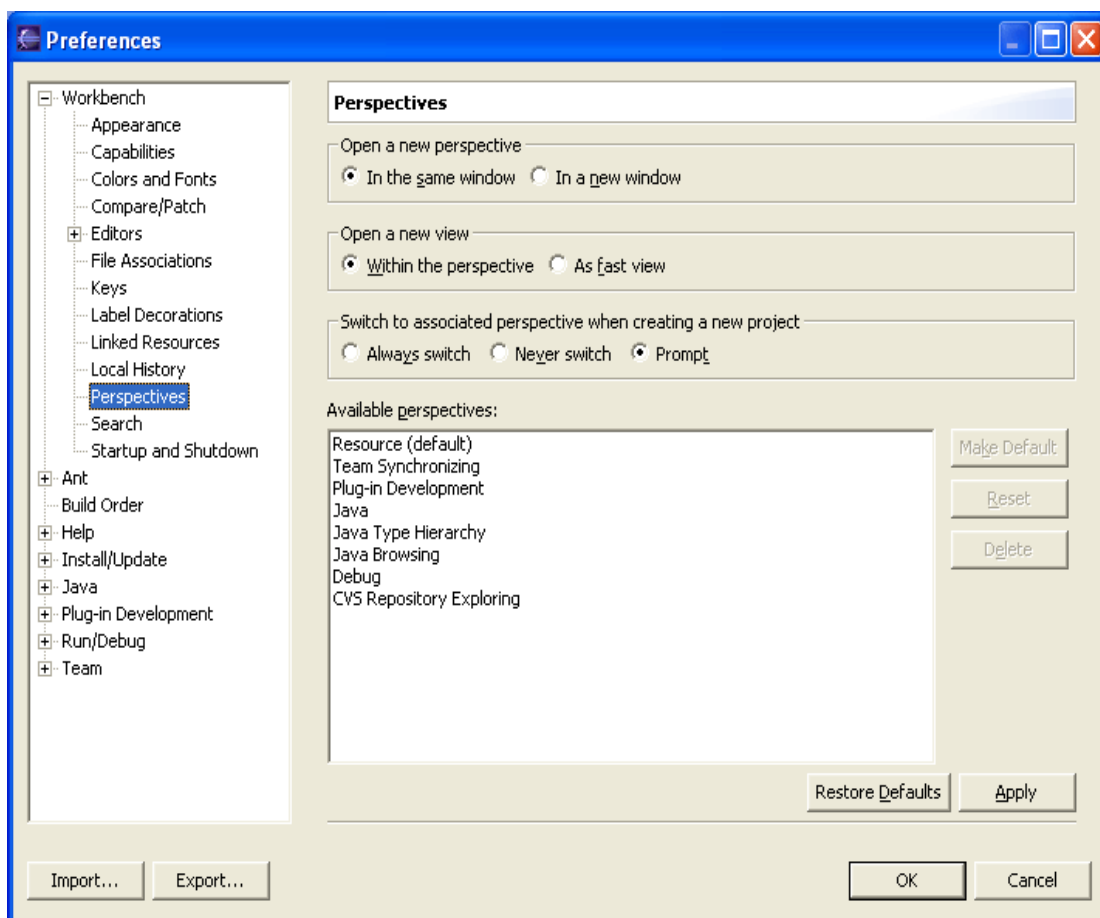 Preferences
Workbench
Appearance
Capabilities
Colors and Fonts
Compare/Patch
Editors
File Associations
Keys
Label Decorations
Linked Resources
Local History
Perspectives
Search
Startup and Shutdown
Ant
Build Order
Help
Install/Update
Java
Plug-in Development
Run/Debug
Team
Perspectives
Open a new perspective
In the same window In a new window
Open a new view
Within the perspective As fast view
Switch to associated perspective when creating a new project
Always switch Never switch Prompt
Available perspectives:
Resource (default)
Team Synchronizing
Plug-in Development
Java
Java Type Hierarchy
Java Browsing
Debug
CVS Repository Exploring
Make Default
Reset
Delete
Restore Defaults Apply
Import... Export... OK Cancel